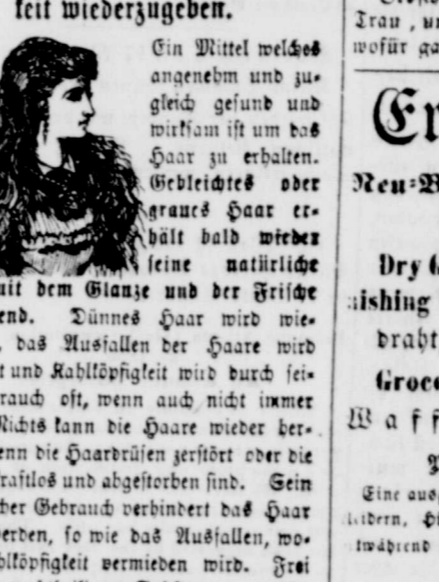 keit wiederzugeben.
Ein Mittel welches
angenehm und zu-
gleich gesund und
wirksam ist um das
Haar zu erhalten.
Gebleichtes oder
graues Haar er-
hält bald wieder
seine natürliche
mit dem Glanze und der Frische
end. Dünnes Haar wird wie-
, das Ausfallen der Haare wird
t und Kahlköpfigkeit wird durch sei-
rauch oft, wenn auch nicht immer
Nichts kann die Haare wieder her-
enn die Haardrüsen zerstört oder die
raftlos und abgestorben sind. Sein
cher Gebrauch verhindert das Haar
werden, so wie das Ausfallen, wo-
hlköpfigkeit vermieden wird. Frei
Trau , u
wofür ga
Er
Neu-B
Dry G
ishing
draht
Groce
Waff
Eine aus
ldern, H
twährend